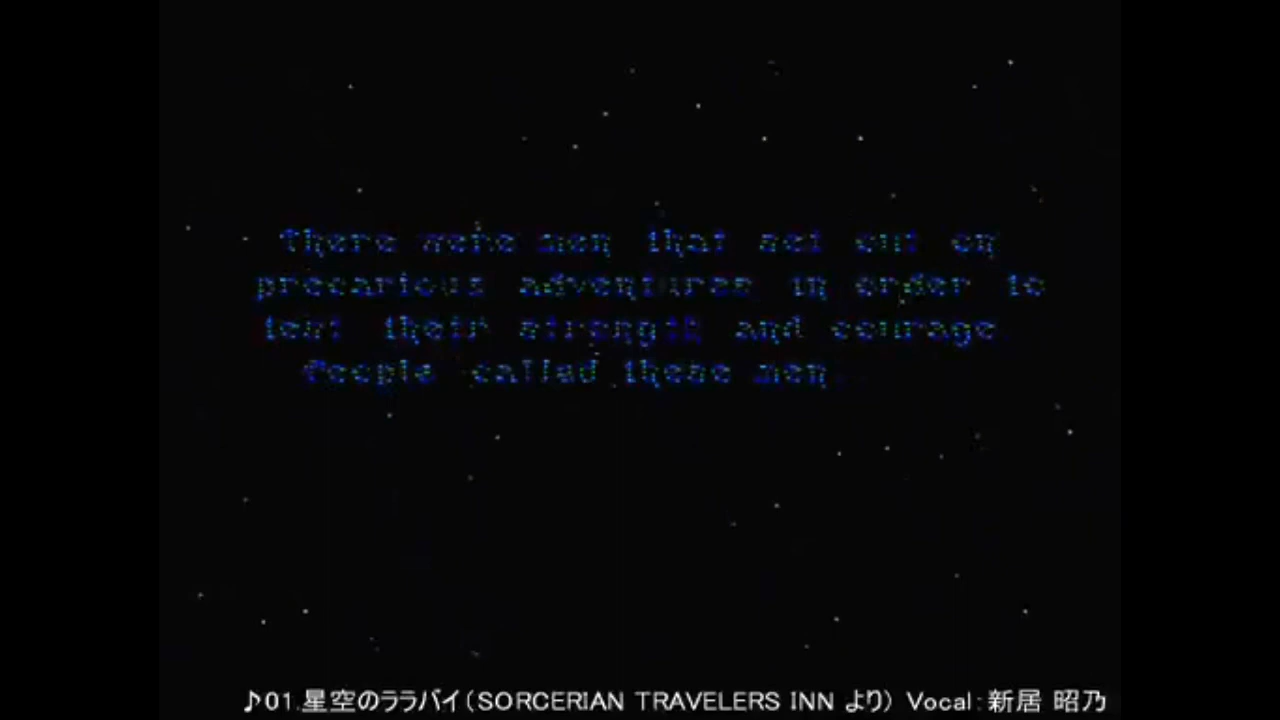 There were men that set out on
precarious adventures in order to
test their strength and courage.
People called these men..
♪01.星空のララバイ（SORCERIAN TRAVELERS INN より） Vocal：新居 昭乃